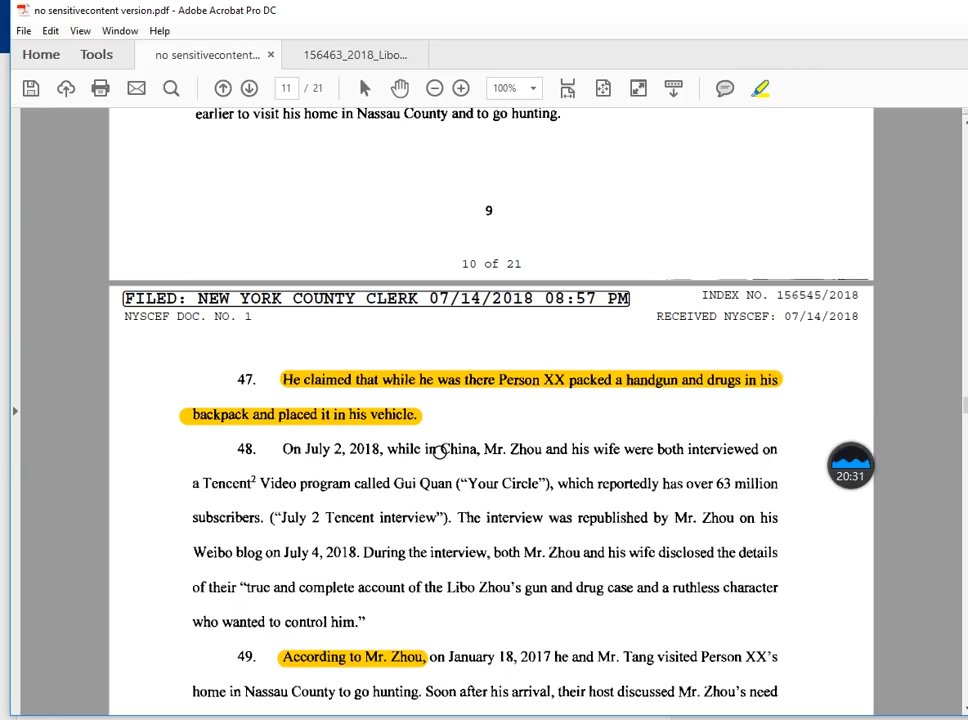 no sensitivecontent version.pdf - Adobe Acrobat Pro DC
File Edit View Window Help
Home Tools no sensitivecontent... × 156463_2018_Libo...
11 / 21 100%
earlier to visit his home in Nassau County and to go hunting.
9
10 of 21
FILED: NEW YORK COUNTY CLERK 07/14/2018 08:57 PM INDEX NO. 156545/2018
NYSCEF DOC. NO. 1 RECEIVED NYSCEF: 07/14/2018
47. He claimed that while he was there Person XX packed a handgun and drugs in his
backpack and placed it in his vehicle.
48. On July 2, 2018, while in China, Mr. Zhou and his wife were both interviewed on
a Tencent² Video program called Gui Quan (“Your Circle”), which reportedly has over 63 million
subscribers. (“July 2 Tencent interview”). The interview was republished by Mr. Zhou on his
Weibo blog on July 4, 2018. During the interview, both Mr. Zhou and his wife disclosed the details
of their “true and complete account of the Libo Zhou’s gun and drug case and a ruthless character
who wanted to control him.”
49. According to Mr. Zhou, on January 18, 2017 he and Mr. Tang visited Person XX’s
home in Nassau County to go hunting. Soon after his arrival, their host discussed Mr. Zhou’s need
20:31